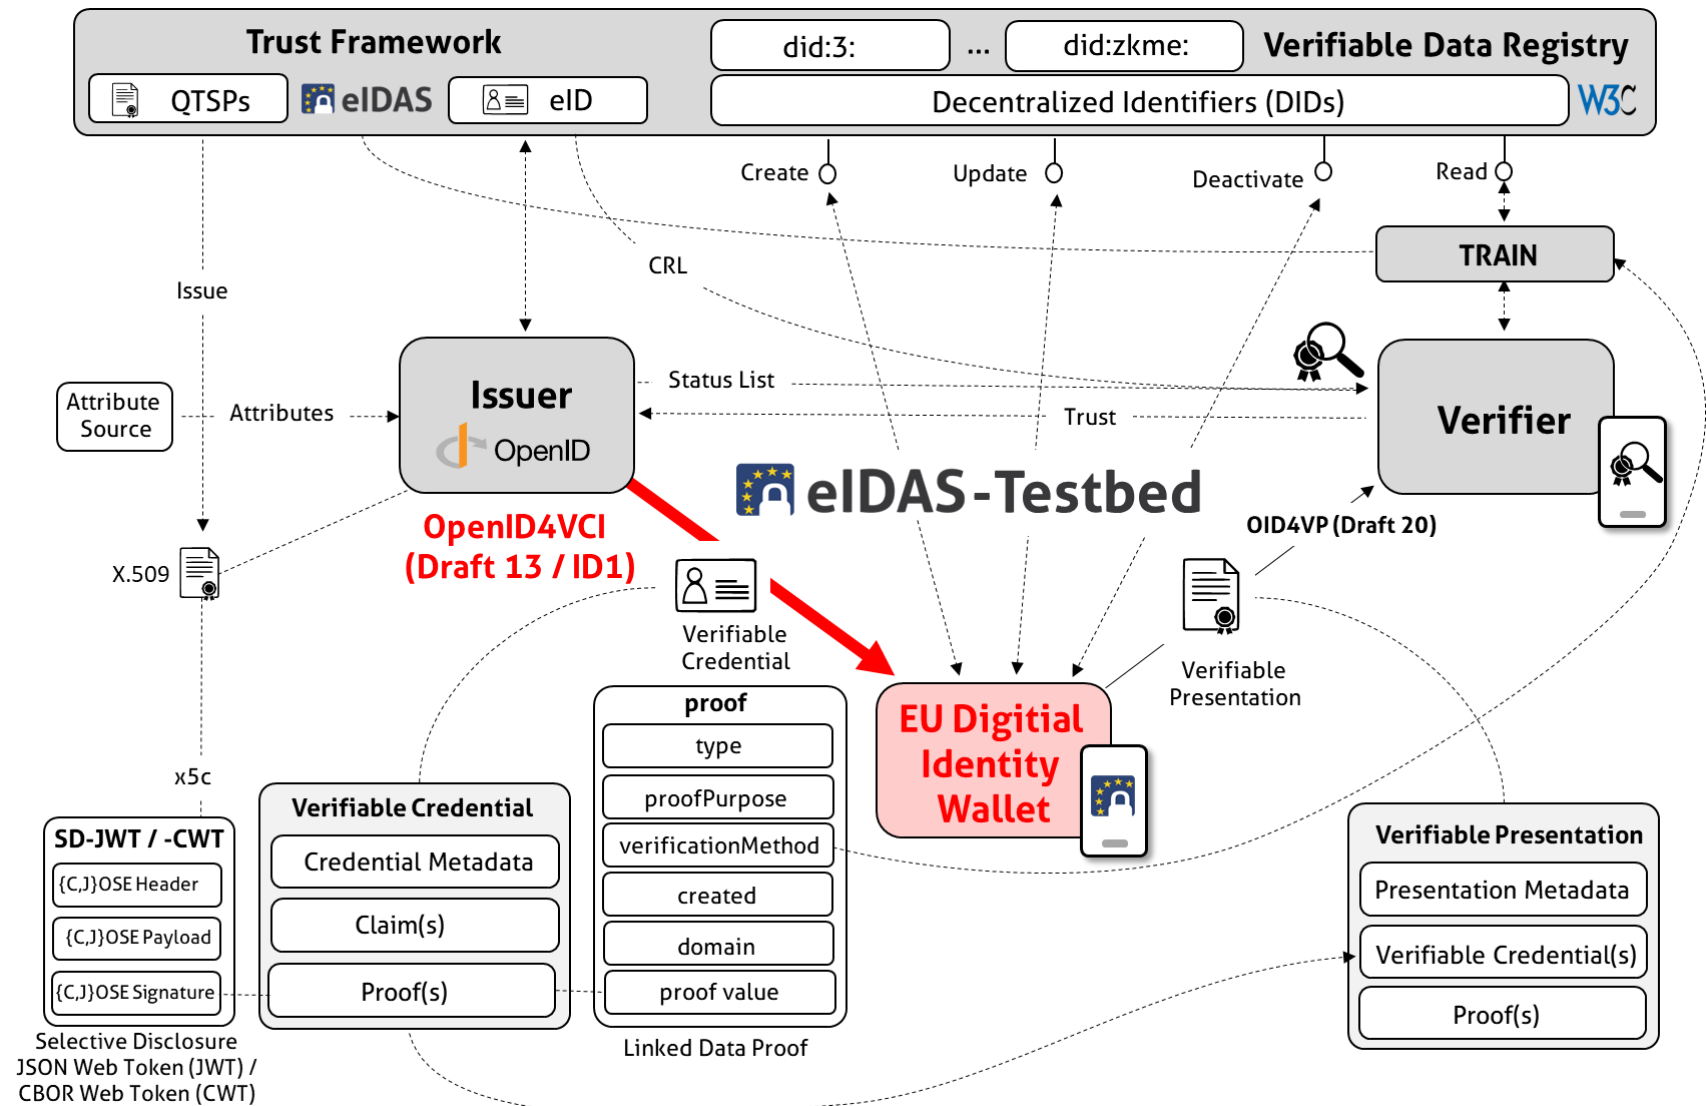 Trust Framework
did:3:
...
did:zkme:
Verifiable Data Registry
QTSPs
eIDAS
eID
Decentralized Identifiers (DIDs)
W3C
Create
Update
Deactivate
Read
CRL
TRAIN
Issue
Issuer
OpenID
Status List
Trust
Verifier
Attribute
Source
Attributes
eIDAS-Testbed
OpenID4VCI
(Draft 13 / ID1)
OID4VP (Draft 20)
X.509
Verifiable
Credential
Verifiable
Presentation
EU Digitial
Identity
Wallet
x5c
proof
type
proofPurpose
verificationMethod
created
domain
proof value
Linked Data Proof
Verifiable Credential
Credential Metadata
Claim(s)
Proof(s)
SD-JWT / -CWT
{C,J}OSE Header
{C,J}OSE Payload
{C,J}OSE Signature
Selective Disclosure
JSON Web Token (JWT) /
CBOR Web Token (CWT)
Verifiable Presentation
Presentation Metadata
Verifiable Credential(s)
Proof(s)